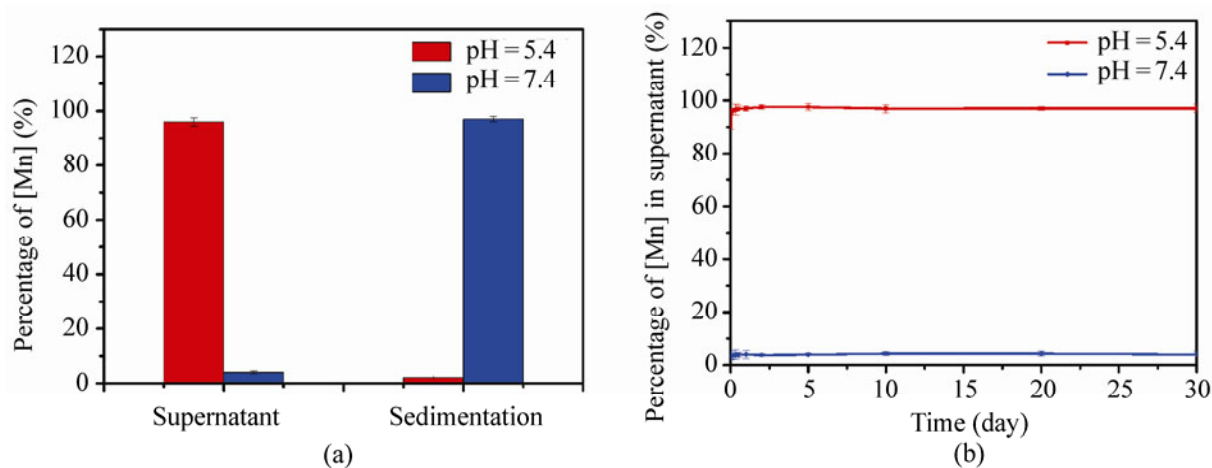 pH = 5.4
pH = 7.4
Percentage of [Mn] (%)
120
100
80
60
40
20
0
Supernatant Sedimentation
(a)
pH = 5.4
pH = 7.4
Percentage of [Mn] in supernatant (%)
120
100
80
60
40
20
0
0 5 10 15 20 25 30
Time (day)
(b)